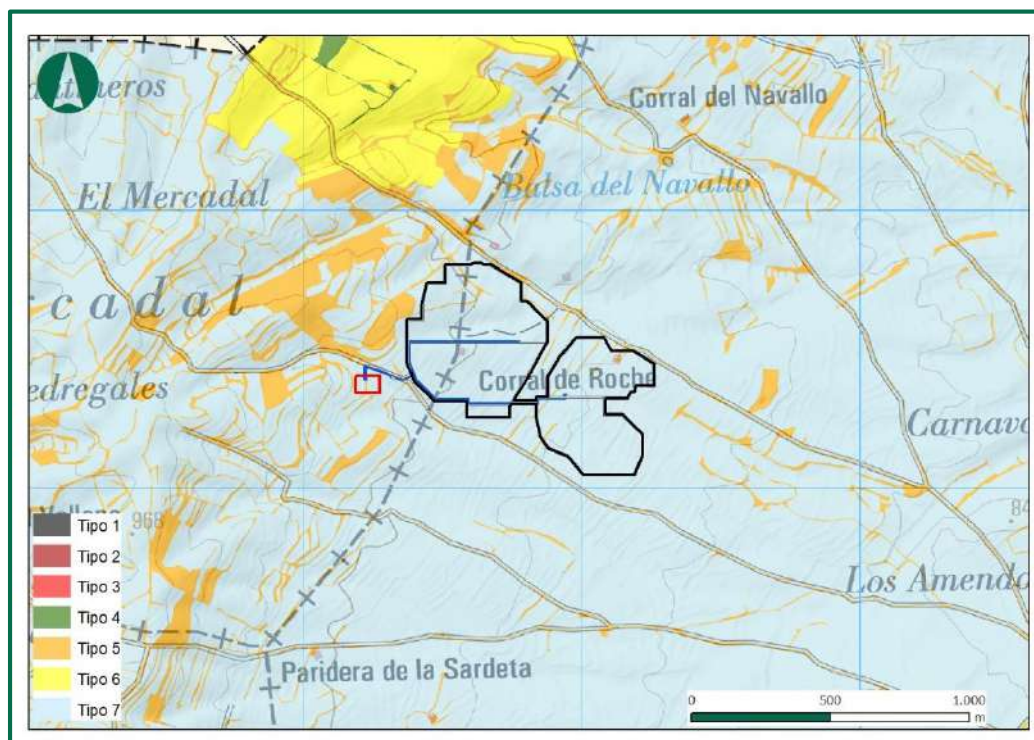 Corral del Navallo
El Mercadal
Balsa del Navallo
cadal
Corral de Roche
Carnava
968
84
Los Amendo
Paridera de la Sardeta
Tipo 1
Tipo 2
Tipo 3
Tipo 4
Tipo 5
Tipo 6
Tipo 7
0 500 1.000
m